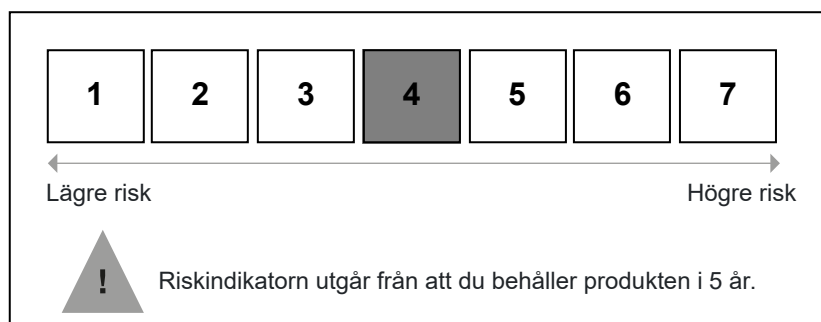 1 2 3 4 5 6 7
Lägre risk Högre risk
! Riskindikatorn utgår från att du behåller produkten i 5 år.